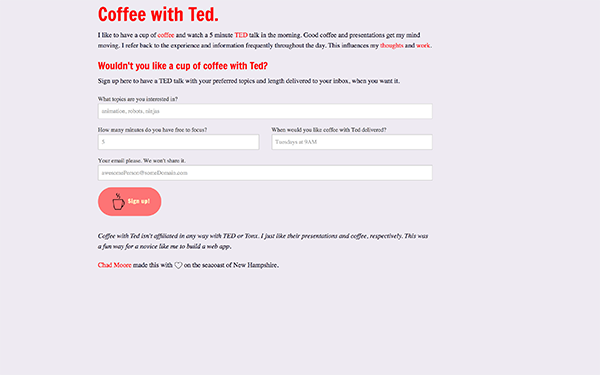 Coffee with Ted.
I like to have a cup of coffee and watch a 5 minute TED talk in the morning. Good coffee and presentations get my mind
moving. I refer back to the experience and information frequently throughout the day. This influences my thoughts and work.
Wouldn't you like a cup of coffee with Ted?
Sign up here to have a TED talk with your preferred topics and length delivered to your inbox, when you want it.
What topics are you interested in?
animation, robots, ninjas
How many minutes do you have free to focus?
When would you like coffee with Ted delivered?
5
Tuesdays at 9AM
Your email please. We won't share it.
awesomePerson@someDomain.com
Sign up!
Coffee with Ted isn't affiliated in any way with TED or Tonx. I just like their presentations and coffee, respectively. This was
a fun way for a novice like me to build a web app.
Chad Moore made this with ♡ on the seacoast of New Hampshire.